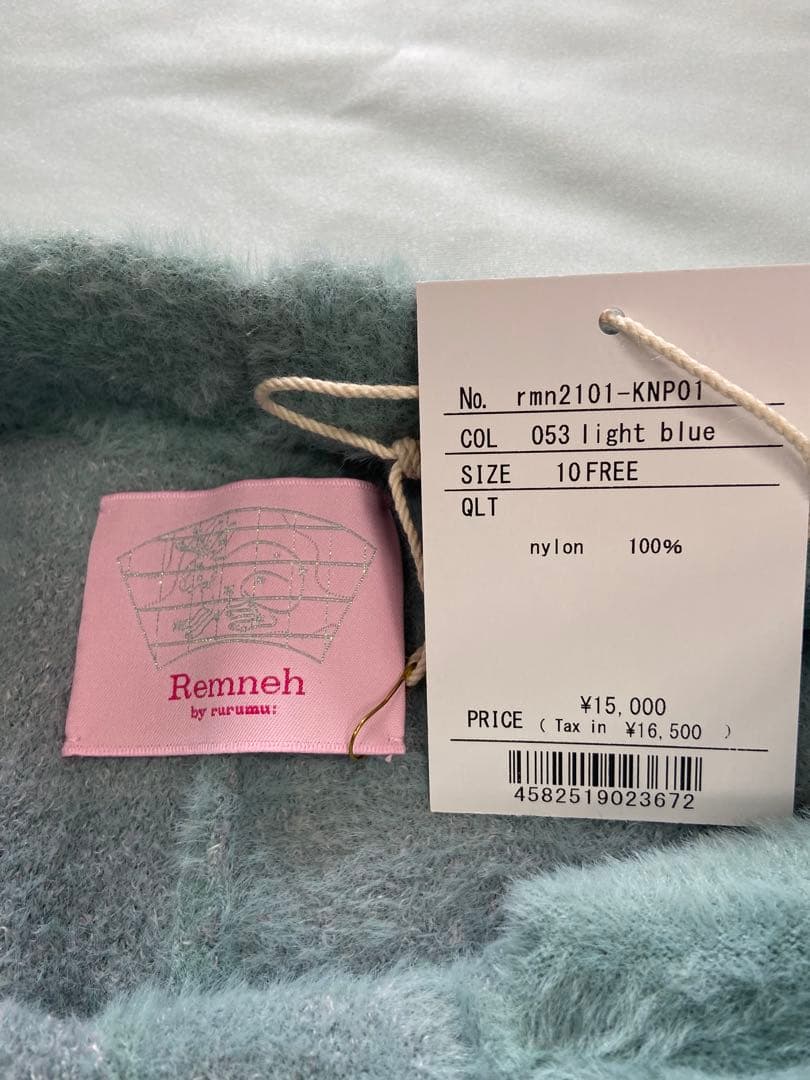 Remneh
by rurumu:
No. rmn2101-KNP01
COL 053 light blue
SIZE 10 FREE
QLT
nylon 100%
¥15,000
PRICE ( Tax in ¥16,500 )
4582519023672